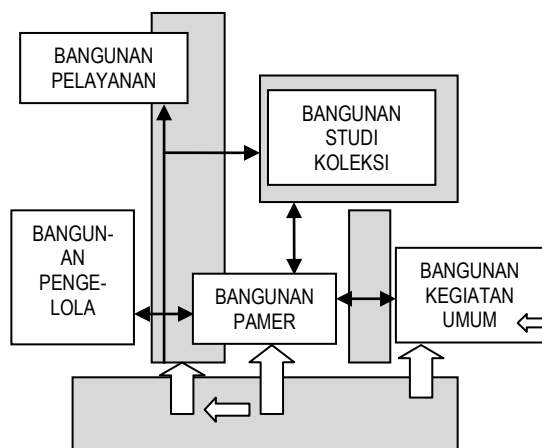 BANGUNAN
PELAYANAN
BANGUNAN
STUDI
KOLEKSI
BANGUN-
AN
PENGE-
LOLA
BANGUNAN
PAMER
BANGUNAN
KEGIATAN
UMUM